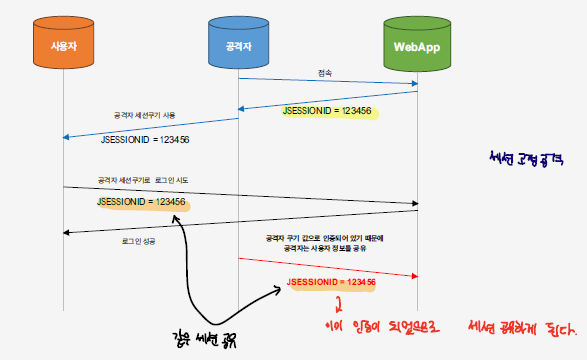 사용자
공격자
WebApp
접속
JSESSIONID = 123456
공격자 세션쿠키 사용
JSESSIONID = 123456
세션 고정 공격
공격자 세션쿠키로 로그인 시도
JSESSIONID = 123456
로그인 성공
공격자 쿠키 값으로 인증되어 있기 때문에
공격자는 사용자 정보를 공유
JSESSIONID = 123456
같은 세션 공유
이미 인증이 되었으므로 세션 공유하게 된다.